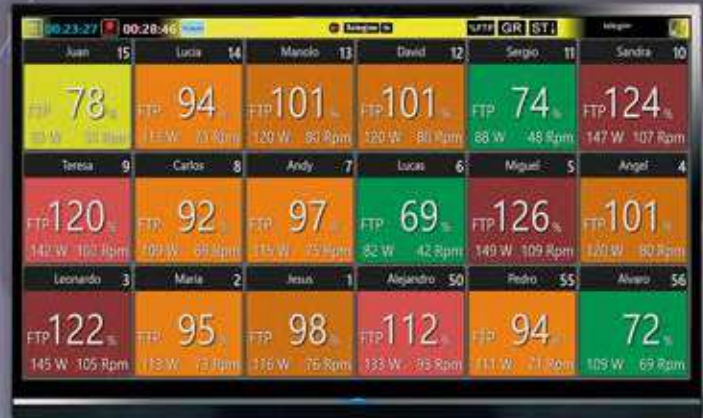 00:23:27 00:28:46 %FTP GR ST↓
Juan 15 Lucia 14 Manolo 13 David 12 Sergio 11 Sandra 10
FTP 78 % FTP 94 % FTP 101 % FTP 101 % FTP 74 % FTP 124 %
113 W 73 Rpm 120 W 80 Rpm 120 W 80 Rpm 88 W 48 Rpm 147 W 107 Rpm
Teresa 9 Carlos 8 Andy 7 Lucas 6 Miguel 5 Angel 4
FTP 120 % FTP 92 % FTP 97 % FTP 69 % FTP 126 % FTP 101 %
142 W 102 Rpm 109 W 69 Rpm 115 W 75 Rpm 82 W 42 Rpm 149 W 109 Rpm 120 W 80 Rpm
Leonardo 3 Maria 2 Jesus 1 Alejandro 50 Pedro 55 Alvaro 56
FTP 122 % FTP 95 % FTP 98 % FTP 112 % FTP 94 % 72 %
145 W 105 Rpm 113 W 73 Rpm 116 W 76 Rpm 133 W 93 Rpm 111 W 71 Rpm 109 W 69 Rpm